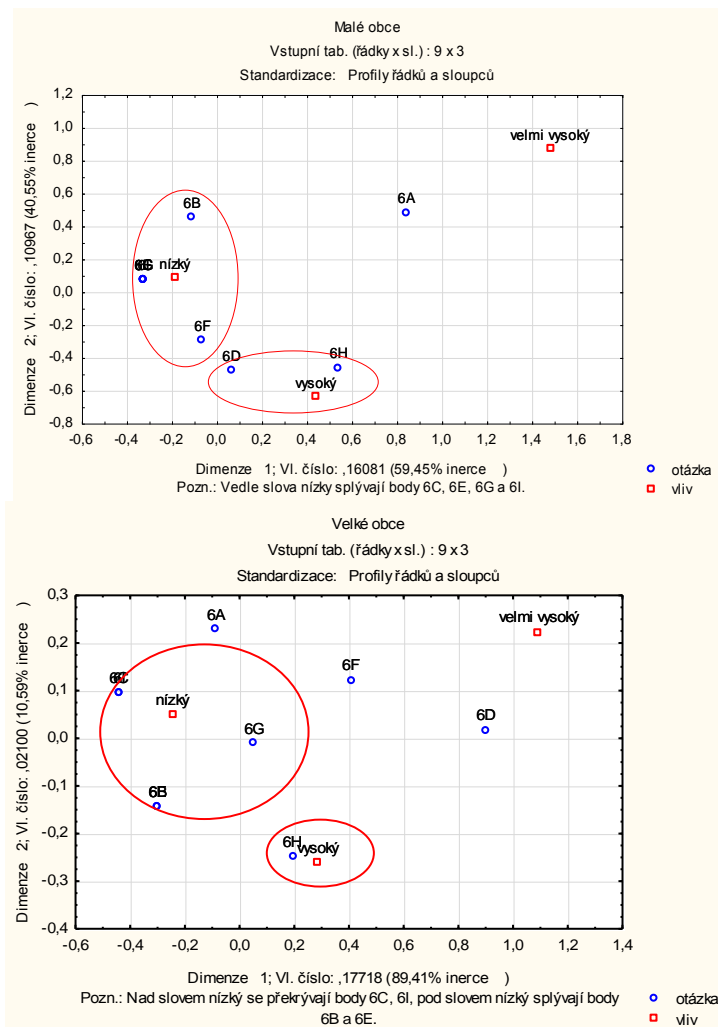 Malé obce
Vstupní tab. (řádky x sl.) : 9 x 3
Standardizace: Profily řádků a sloupců
Dimenze 2; Vl. číslo: ,10967 (40,55% inerce )
1,2
1,0
0,8
0,6
0,4
0,2
0,0
-0,2
-0,4
-0,6
-0,8
velmi vysoký
6A
6B
nízký
6F
6D
6H
vysoký
-0,6 -0,4 -0,2 0,0 0,2 0,4 0,6 0,8 1,0 1,2 1,4 1,6 1,8
Dimenze 1; Vl. číslo: ,16081 (59,45% inerce )
Pozn.: Vedle slova nízky splývají body 6C, 6E, 6G a 6I.
otázka
vliv
Velké obce
Vstupní tab. (řádky x sl.) : 9 x 3
Standardizace: Profily řádků a sloupců
Dimenze 2; Vl. číslo: ,02100 (10,59% inerce )
0,3
0,2
0,1
0,0
-0,1
-0,2
-0,3
-0,4
6A
velmi vysoký
6F
6C
nízký
6D
6G
6B
6H
vysoký
-0,6 -0,4 -0,2 0,0 0,2 0,4 0,6 0,8 1,0 1,2 1,4
Dimenze 1; Vl. číslo: ,17718 (89,41% inerce )
Pozn.: Nad slovem nízký se překrývají body 6C, 6I, pod slovem nízký splývají body
6B a 6E.
otázka
vliv